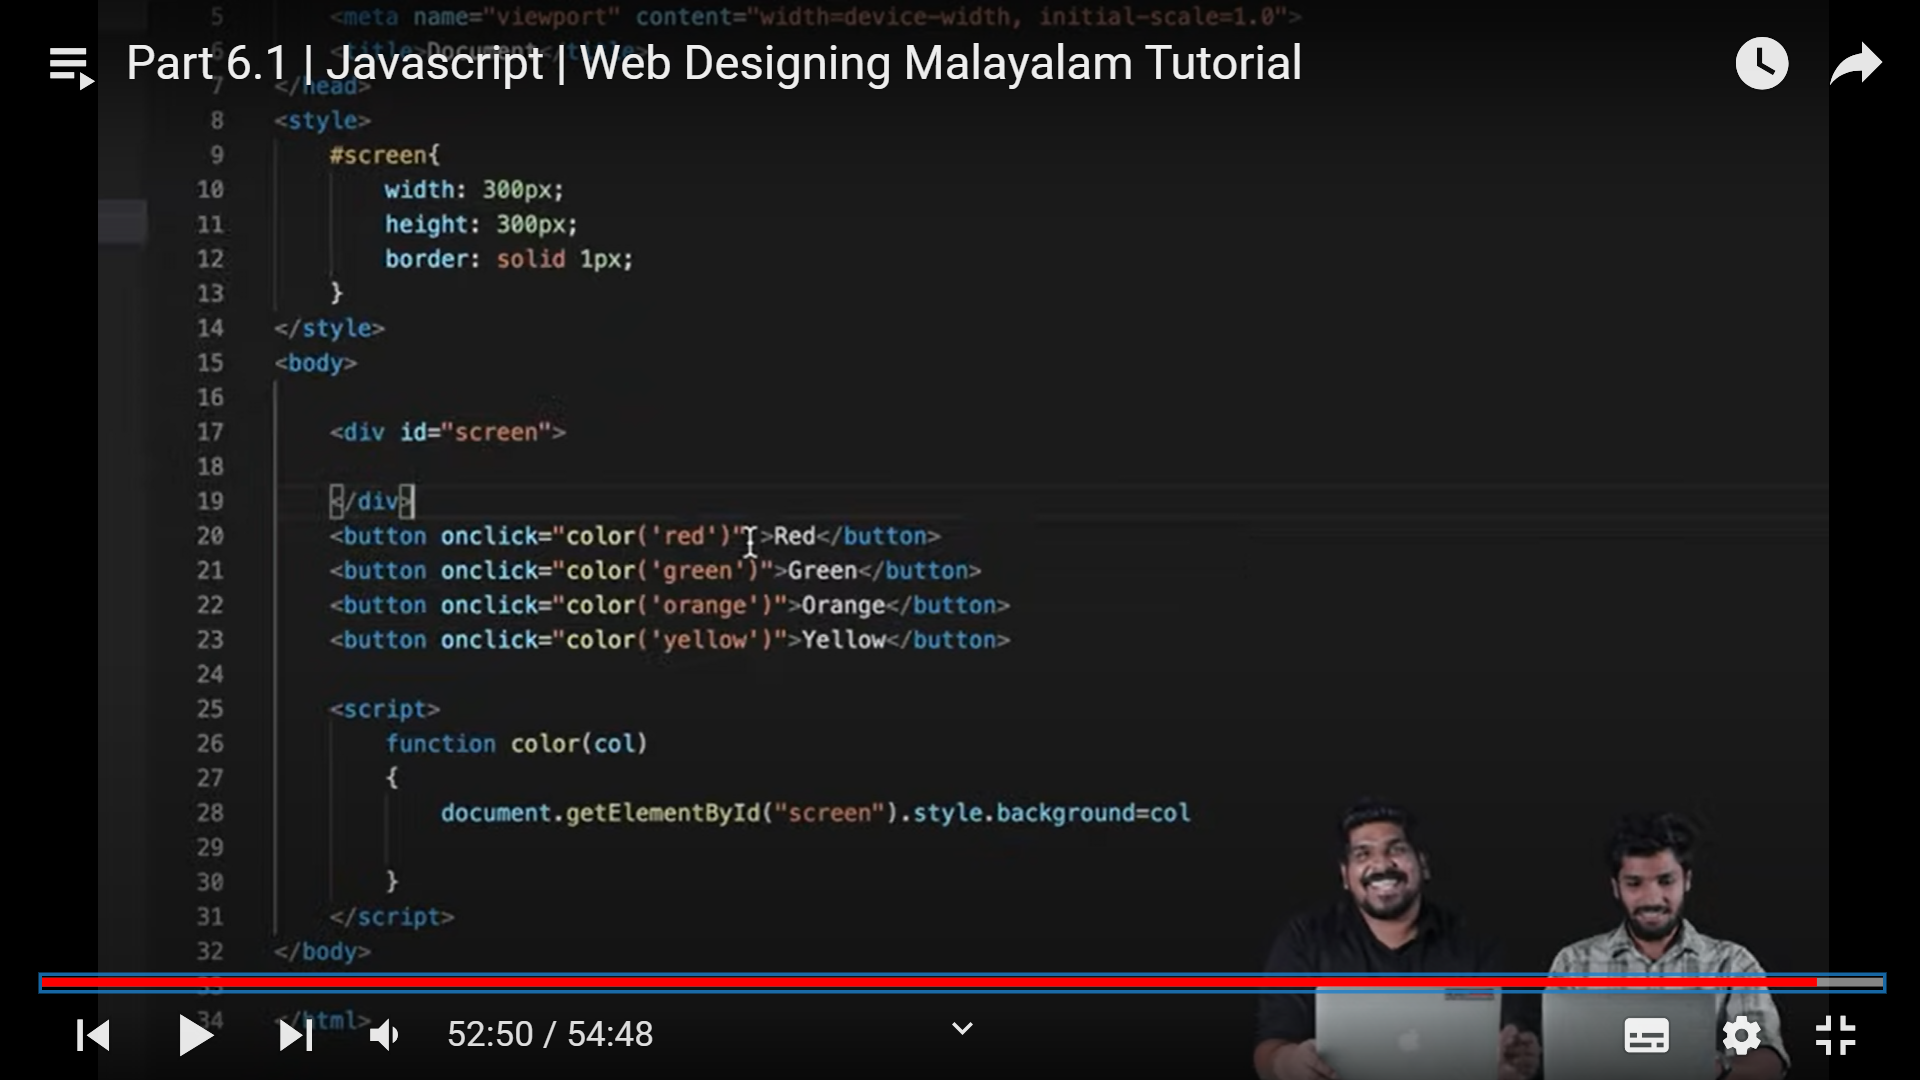 5 <meta name="viewport" content="width=device-width, initial-scale=1.0">
6 <title>Document</title>
Part 6.1 | Javascript | Web Designing Malayalam Tutorial
7 </head>
8 <style>
9 #screen{
10 width: 300px;
11 height: 300px;
12 border: solid 1px;
13 }
14 </style>
15 <body>
16
17 <div id="screen">
18
19 </div>
20 <button onclick="color('red')">Red</button>
21 <button onclick="color('green')">Green</button>
22 <button onclick="color('orange')">Orange</button>
23 <button onclick="color('yellow')">Yellow</button>
24
25 <script>
26 function color(col)
27 {
28 document.getElementById("screen").style.background=col
29
30 }
31 </script>
32 </body>
33
34 </html>
52:50 / 54:48